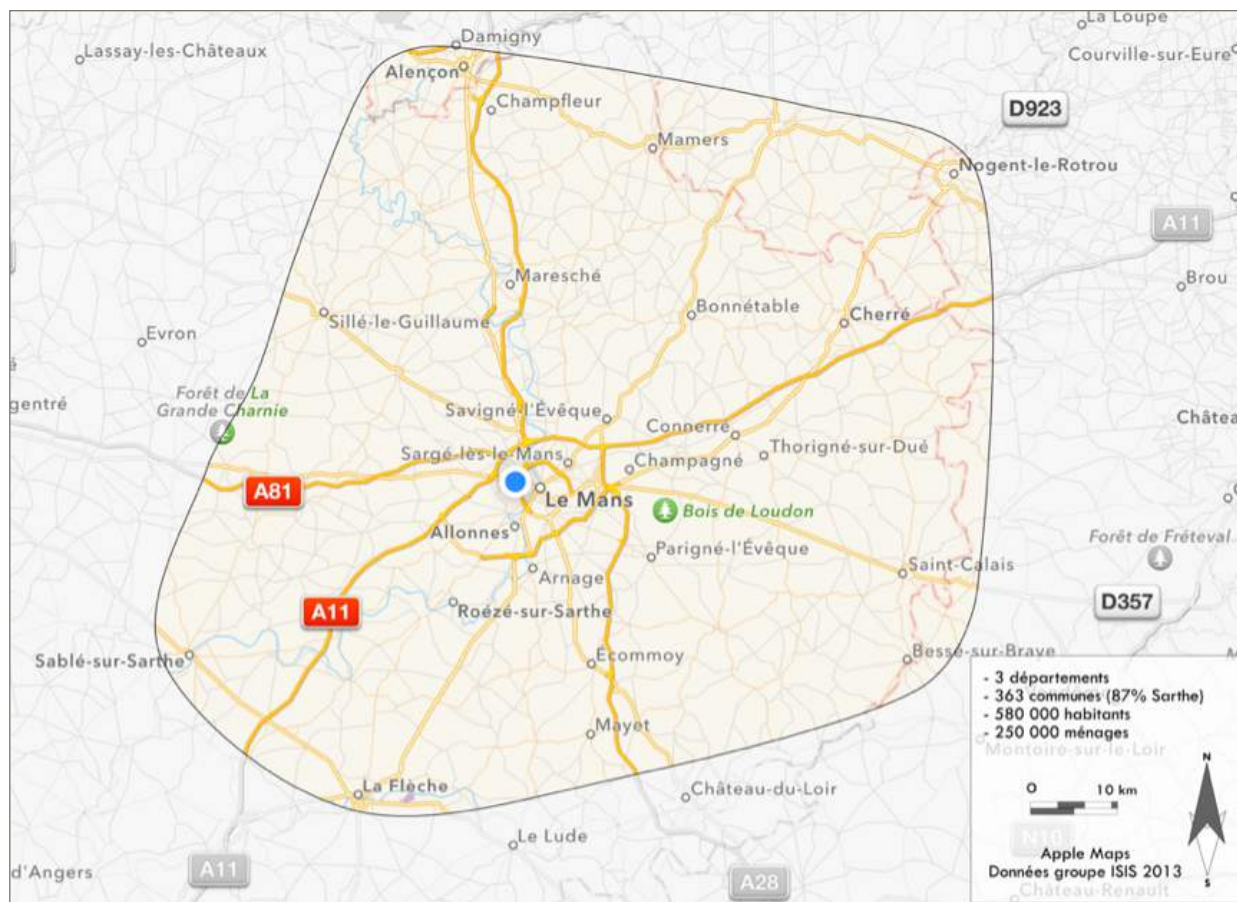 La Loupe
Damigny
Lassay-les-Châteaux
Courville-sur-Eure
Alençon
Champfleur
D923
Mamers
Nogent-le-Rotrou
A11
Maresché
Brou
Bonnétable
Sillé-le-Guillaume
Cherré
Evron
Forêt de La
Grande Charnie
gentré
Savigné-l'Évêque
Châtea
Connerré
Thorigné-sur-Dué
Sargé-lès-le-Mans
Champagné
A81
Le Mans
Bois de Loudon
Allonnes
Forêt de Fréteval
Parigné-l'Évêque
Saint-Calais
Arnage
A11
D357
Roézé-sur-Sarthe
Sablé-sur-Sarthe
Écommoy
Bessé-sur-Braye
- 3 départements
- 363 communes (87% Sarthe)
- 580 000 habitants
- 250 000 ménages
Mayet
Montoire-sur-le-Loir
N
La Flèche
Château-du-Loir
O 10 km
Le Lude
N10
Apple Maps
d'Angers
A11
Données groupe ISIS 2013
A28
S
Château-Renault